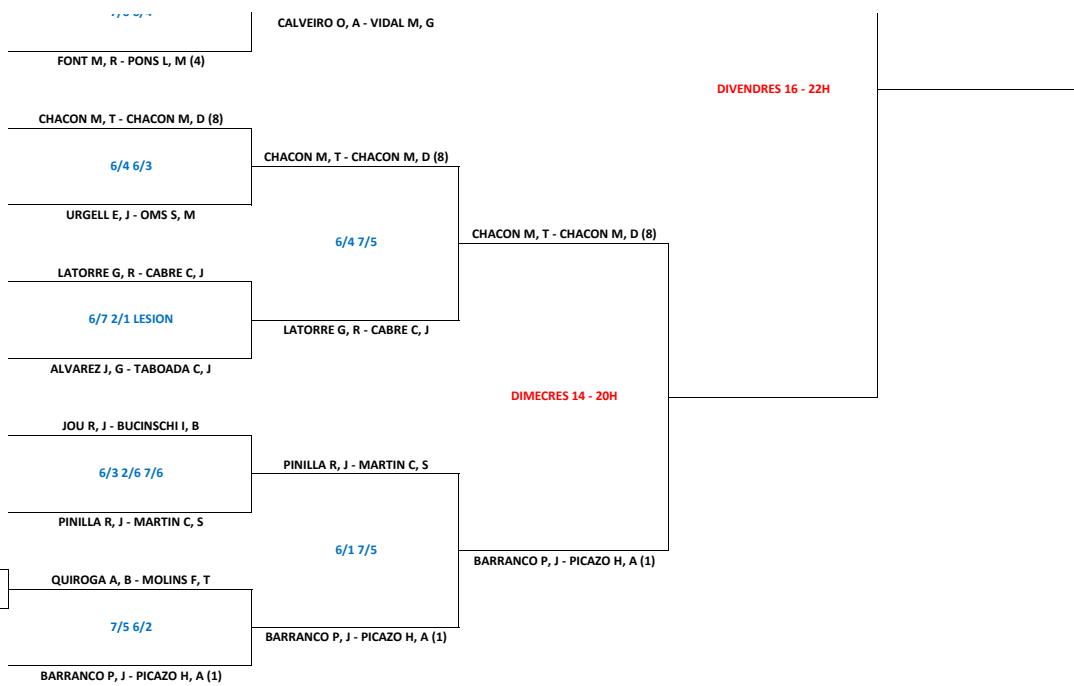 CALVEIRO O, A - VIDAL M, G
FONT M, R - PONS L, M (4)
DIVENDRES 16 - 22H
CHACON M, T - CHACON M, D (8)
6/4 6/3
CHACON M, T - CHACON M, D (8)
URGELL E, J - OMS S, M
6/4 7/5
CHACON M, T - CHACON M, D (8)
LATORRE G, R - CABRE C, J
6/7 2/1 LESION
LATORRE G, R - CABRE C, J
ALVAREZ J, G - TABOADA C, J
DIMECRES 14 - 20H
JOU R, J - BUCINSCHI I, B
6/3 2/6 7/6
PINILLA R, J - MARTIN C, S
PINILLA R, J - MARTIN C, S
6/1 7/5
BARRANCO P, J - PICAZO H, A (1)
QUIROGA A, B - MOLINS F, T
7/5 6/2
BARRANCO P, J - PICAZO H, A (1)
BARRANCO P, J - PICAZO H, A (1)